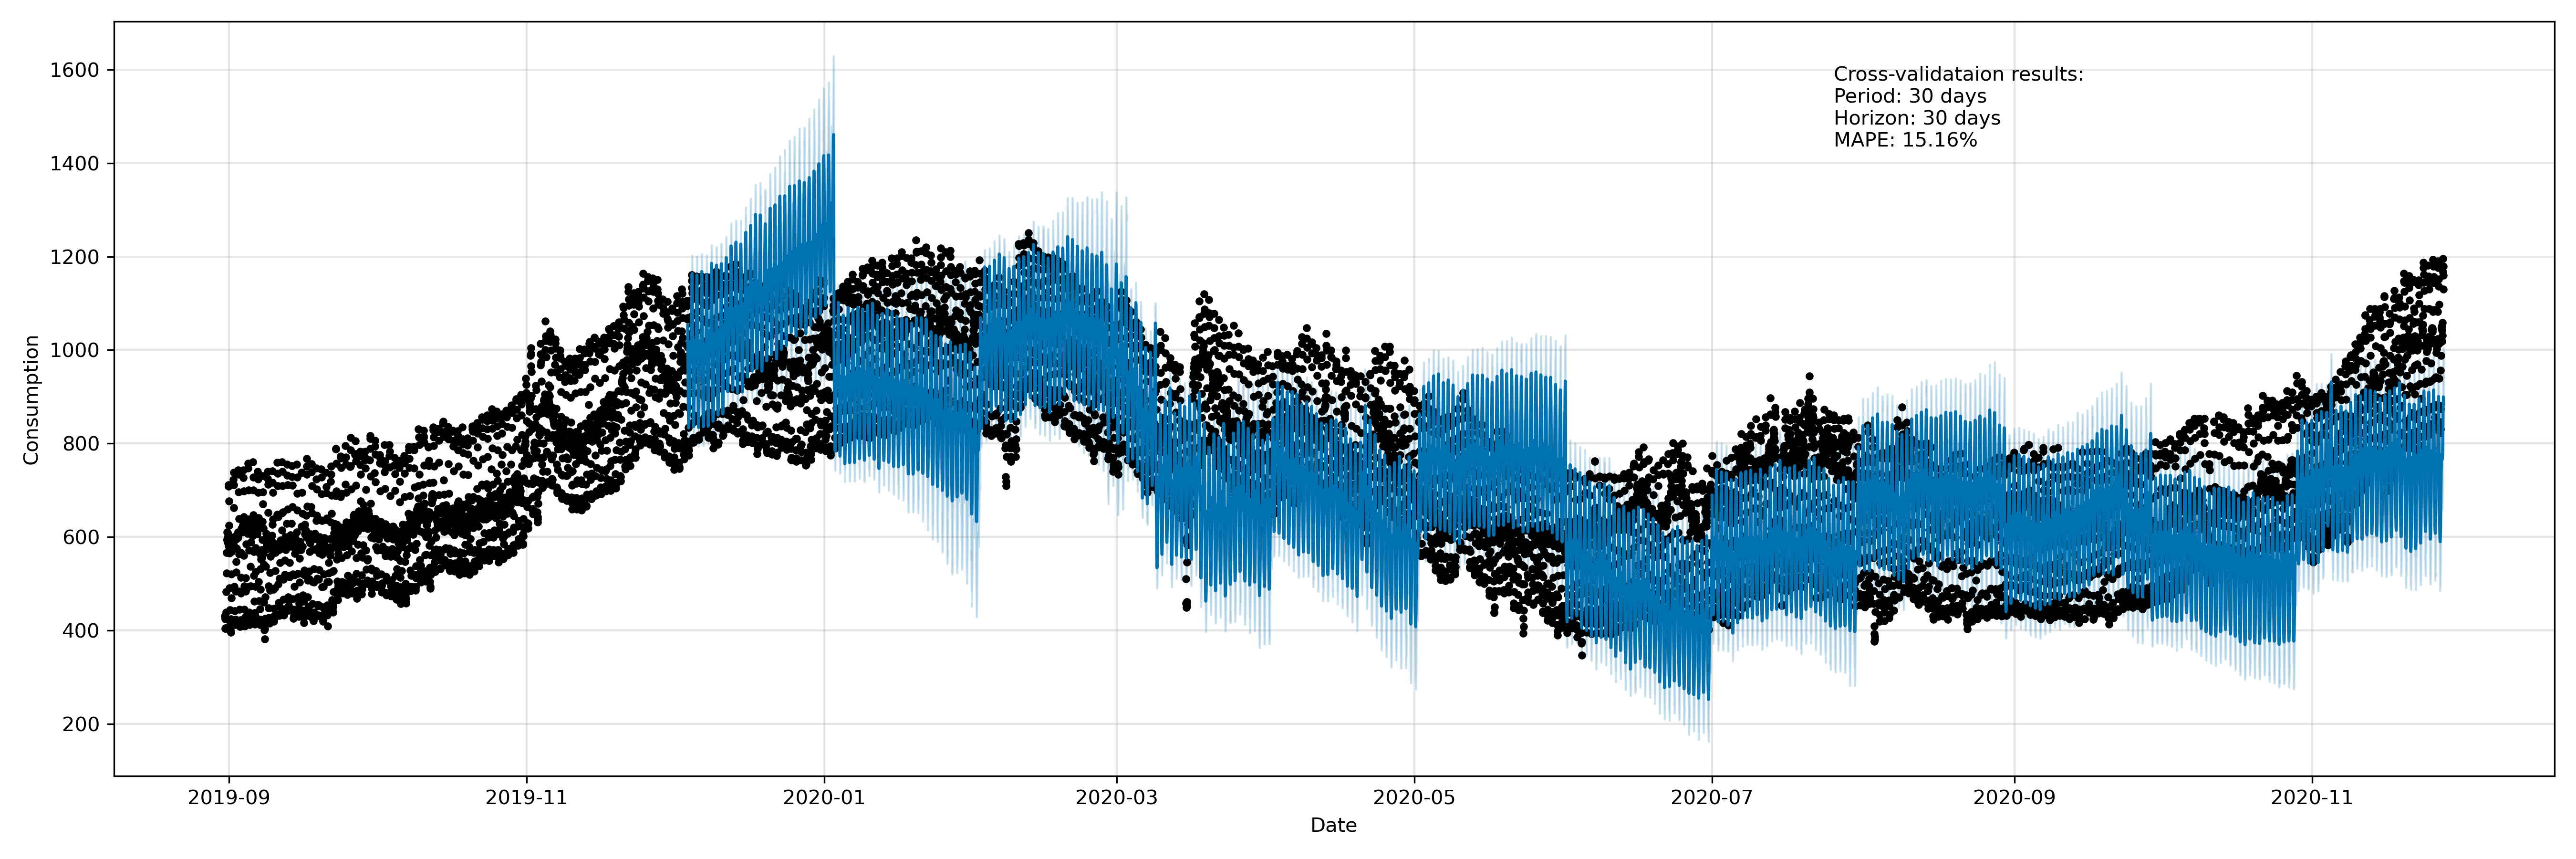 Cross-validataion results:
Period: 30 days
Horizon: 30 days
MAPE: 15.16%
1600
1400
1200
1000
800
600
400
200
Consumption
2019-09 2019-11 2020-01 2020-03 2020-05 2020-07 2020-09 2020-11
Date